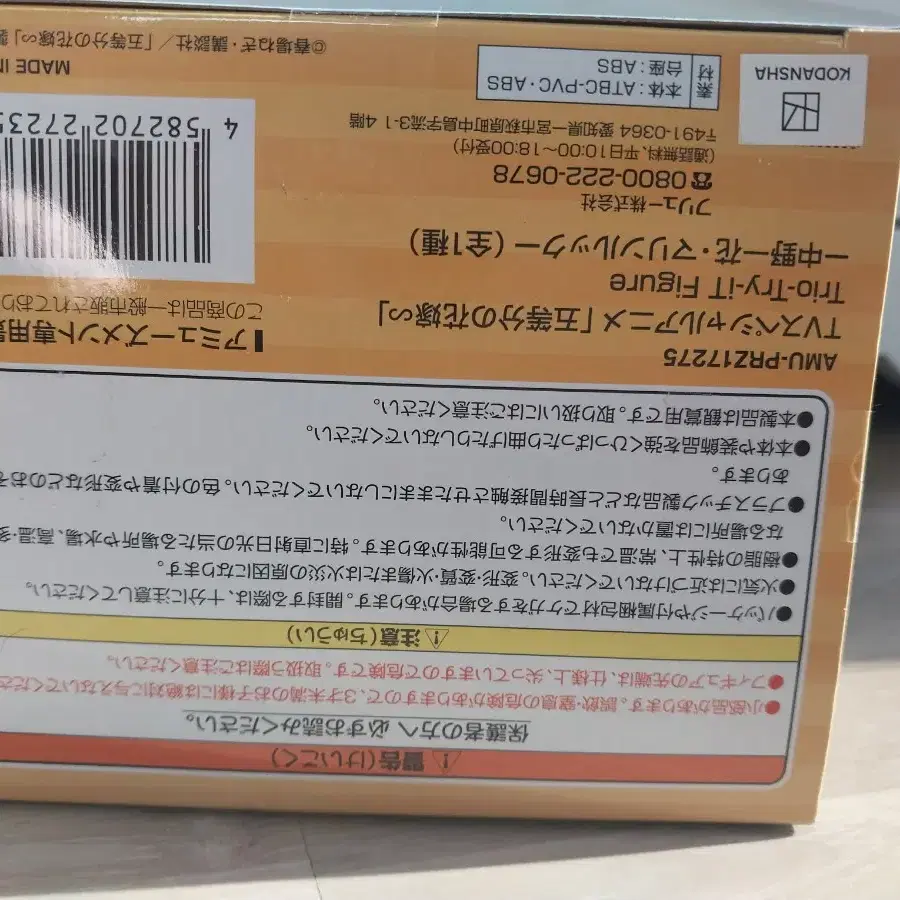 ⚠警告(けいこく)
保護者の方へ 必ずお読みください。
●小部品があります。誤飲・窒息の危険がありますので、3才未満のお子様には絶対に与えないでくださ
●フィギュアの先端は、仕様上、尖っていますので危険です。取扱う際はご注意ください。
⚠注意(ちゅうい)
●パッケージや付属梱包材でケガをする場合があります。開封する際は、十分に注意してください。
●火気には近づけないでください。変形・変質・火傷または火災の原因になります。
●樹脂の特性上、常温でも変形する可能性があります。特に直射日光の当たる場所や水場、高温・多
なる場所には置かないでください。
●プラスチック製品などと長時間接触させたままにしないでください。色の付着や変形などのおそ
あります。
●本体や装飾品を強くひっぱったり曲げたりしないでください。
●本製品は観賞用です。取り扱いにはご注意ください。
AMU-PRZ17275
TVスペシャルアニメ「五等分の花嫁∽」
Trio-Try-iT Figure
ー中野一花・マリンルックー (全1種)
フリュー株式会社
☎0800-222-0678
(通話無料、平日10:00~18:00受付)
〒491-0364 愛知県一宮市萩原町中島字流3-1 4階
素材
本体:ATBC-PVC・ABS
台座:ABS
KODANSHA
アミューズメント専用
この商品は一般市販されており
4 582702 27235
MADE IN
©春場ねぎ・講談社/「五等分の花嫁∽」製